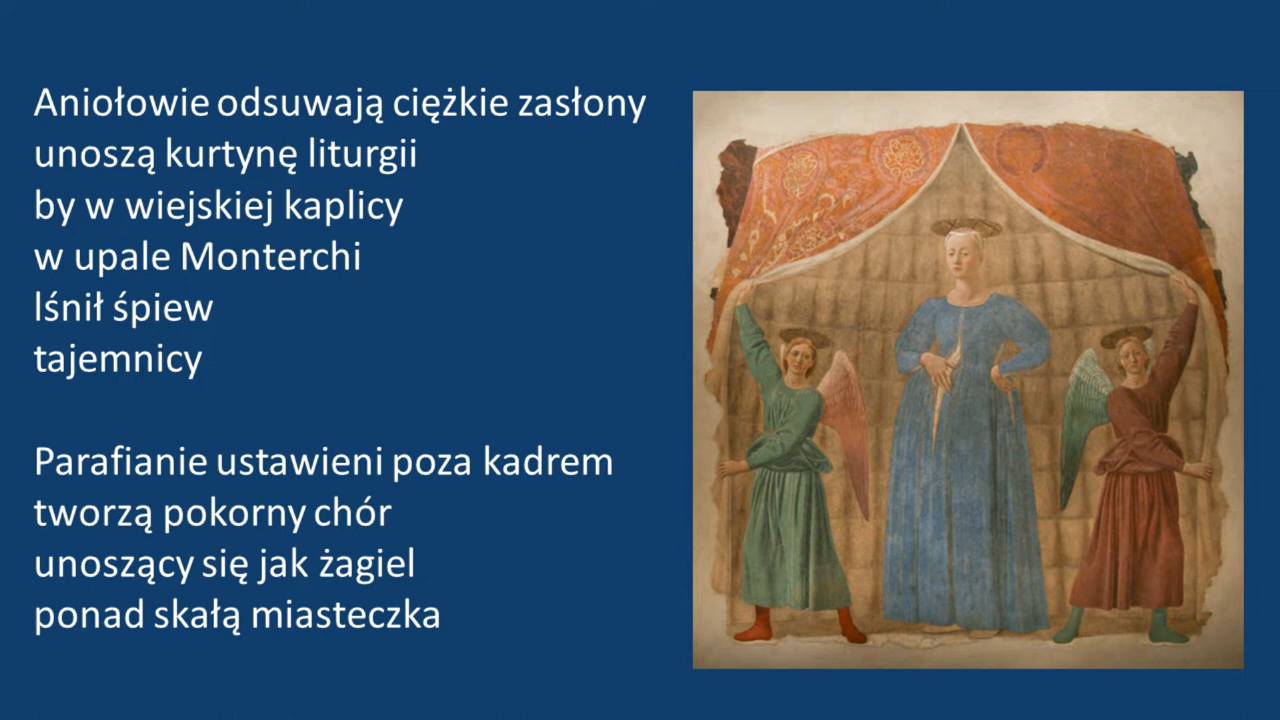 Aniołowie odsuwają ciężkie zasłony
unoszą kurtynę liturgii
by w wiejskiej kaplicy
w upale Monterchi
lśnił śpiew
tajemnicy
Parafianie ustawieni poza kadrem
tworzą pokorny chór
unoszący się jak żagiel
ponad skałą miasteczka